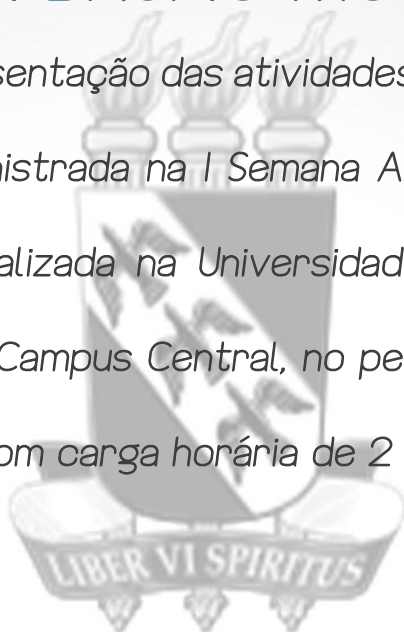 sentação das atividades
nistrada na I Semana A
alizada na Universidad
Campus Central, no pe
om carga horária de 2
LIBER VI SPIRITUS